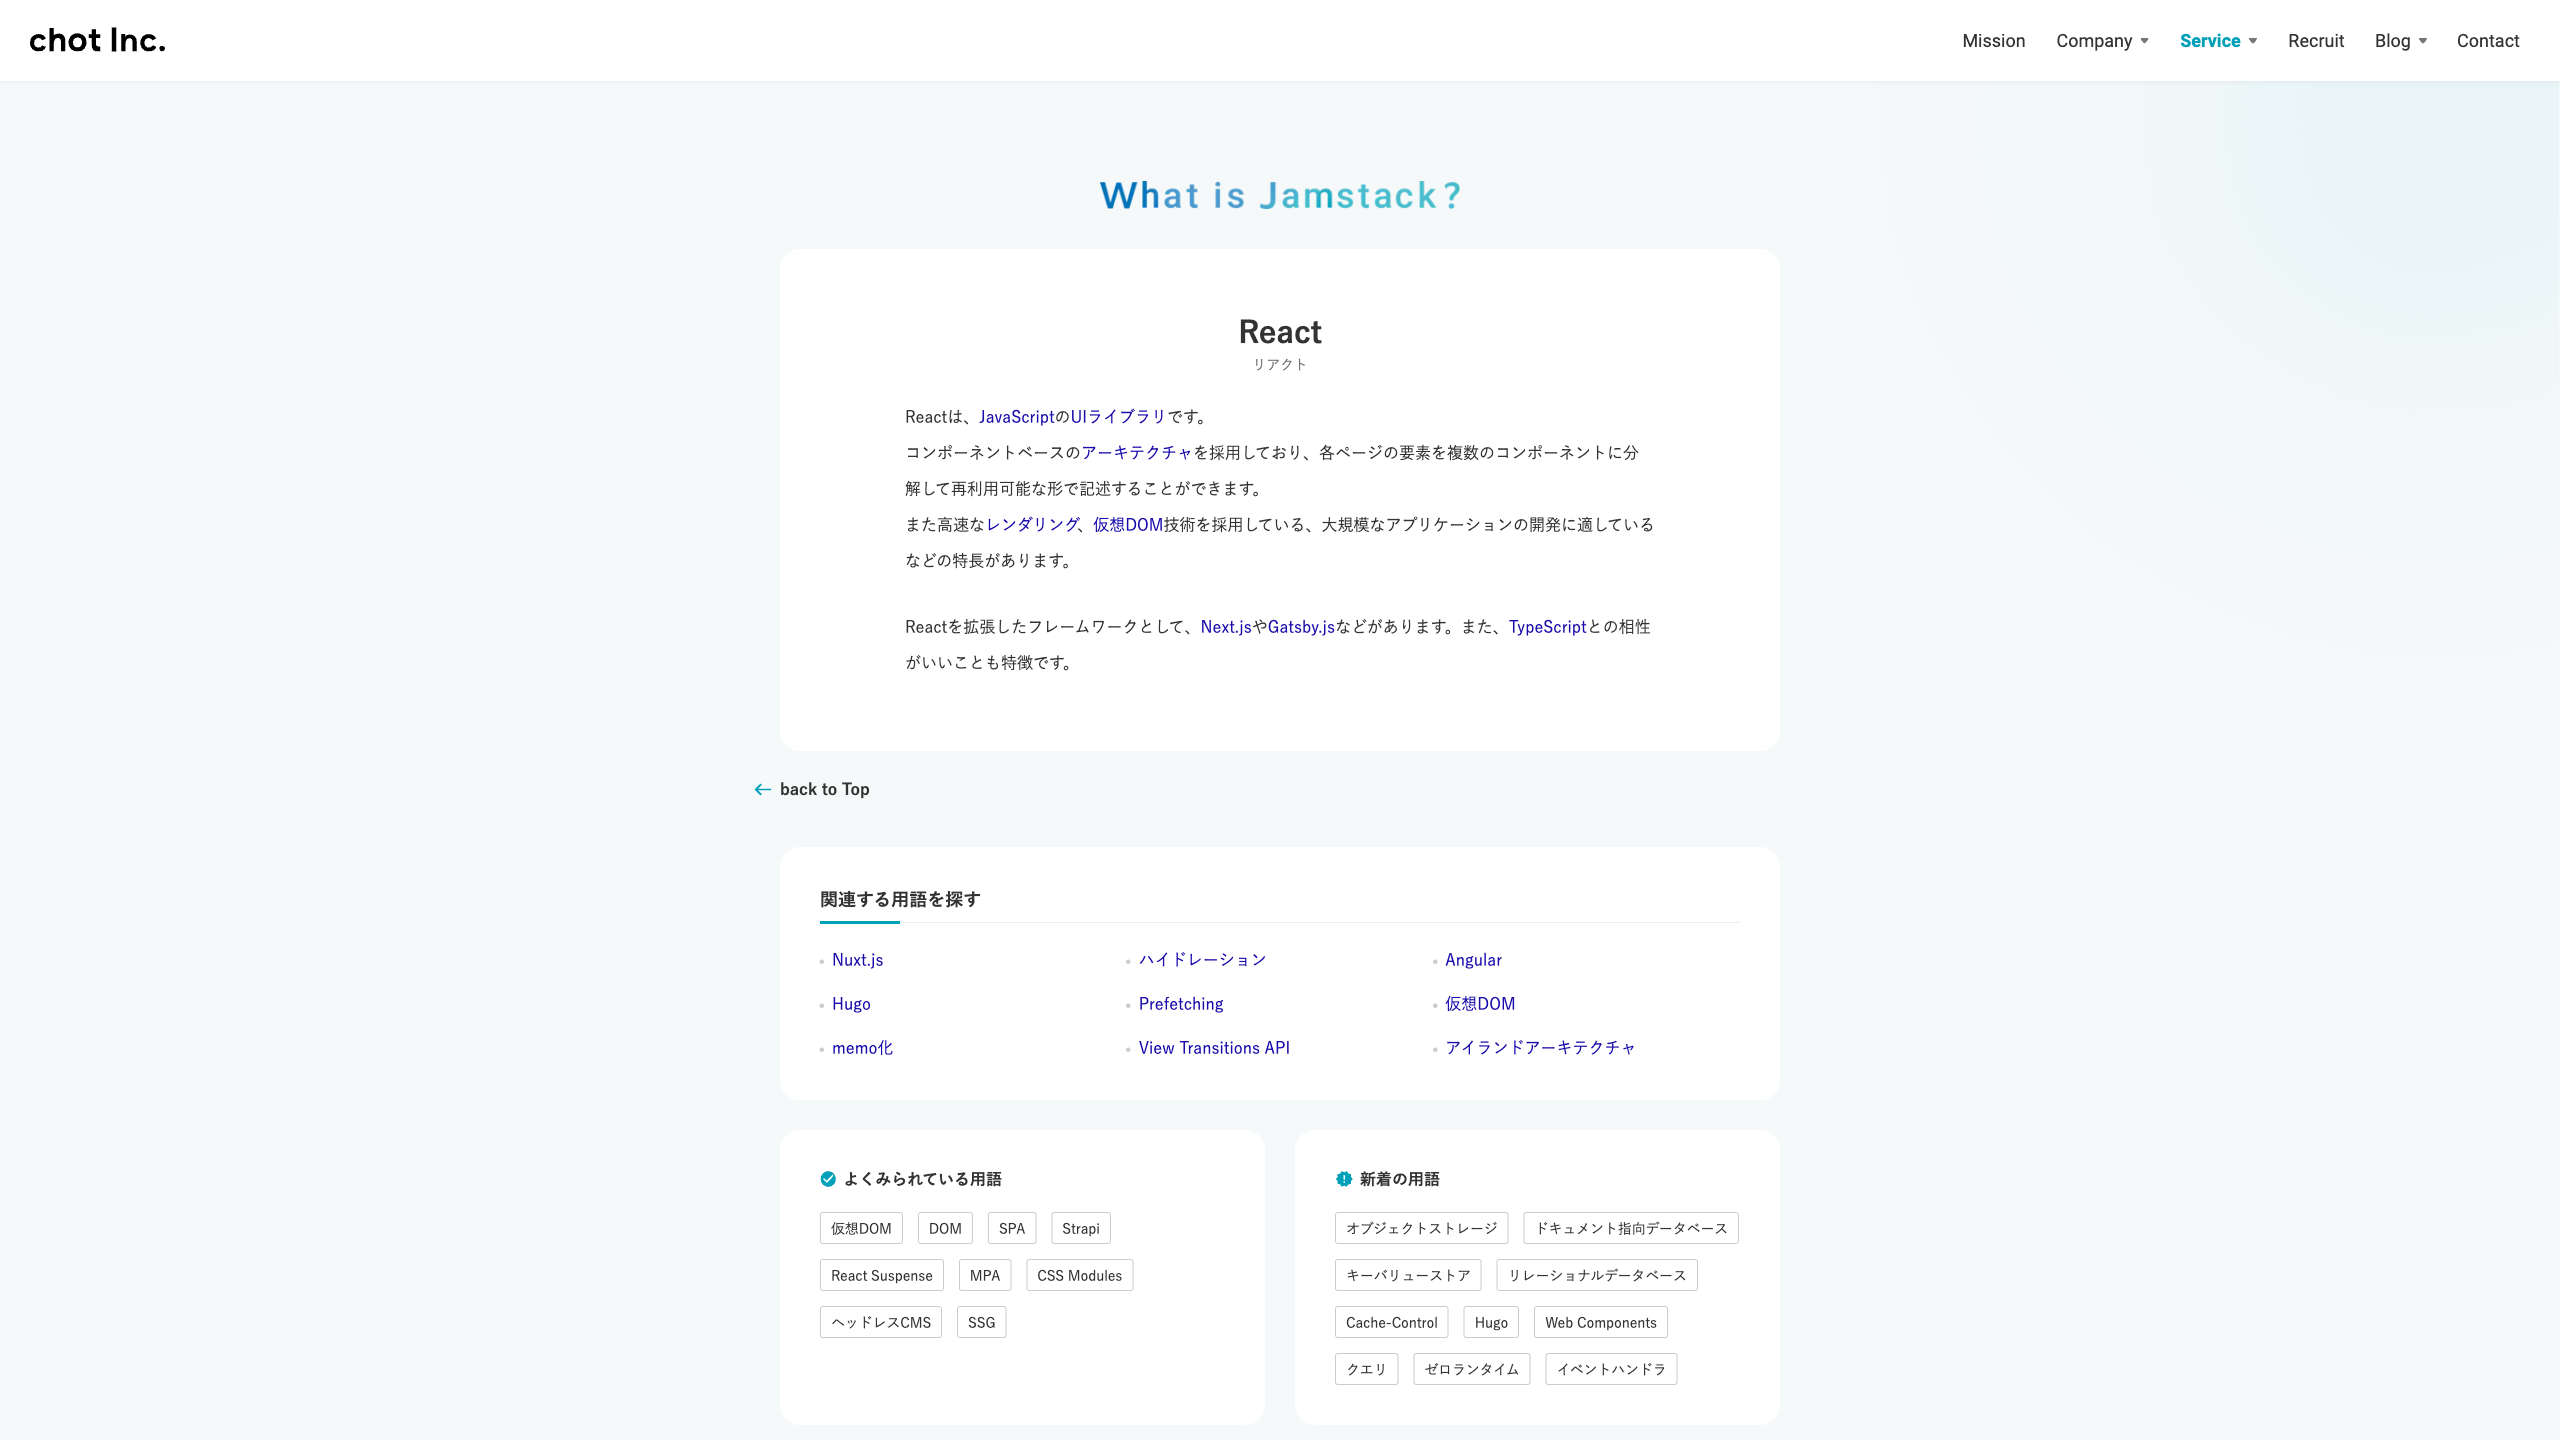 chot Inc.
Mission Company Service Recruit Blog Contact
What is Jamstack?
React
リアクト
Reactは、JavaScriptのUIライブラリです。
コンポーネントベースのアーキテクチャを採用しており、各ページの要素を複数のコンポーネントに分
解して再利用可能な形で記述することができます。
また高速なレンダリング、仮想DOM技術を採用している、大規模なアプリケーションの開発に適している
などの特長があります。
Reactを拡張したフレームワークとして、Next.jsやGatsby.jsなどがあります。また、TypeScriptとの相性
がいいことも特徴です。
back to Top
関連する用語を探す
Nuxt.js ハイドレーション Angular
Hugo Prefetching 仮想DOM
memo化 View Transitions API アイランドアーキテクチャ
よくみられている用語
仮想DOM DOM SPA Strapi
React Suspense MPA CSS Modules
ヘッドレスCMS SSG
新着の用語
オブジェクトストレージ ドキュメント指向データベース
キーバリューストア リレーショナルデータベース
Cache-Control Hugo Web Components
クエリ ゼロランタイム イベントハンドラ